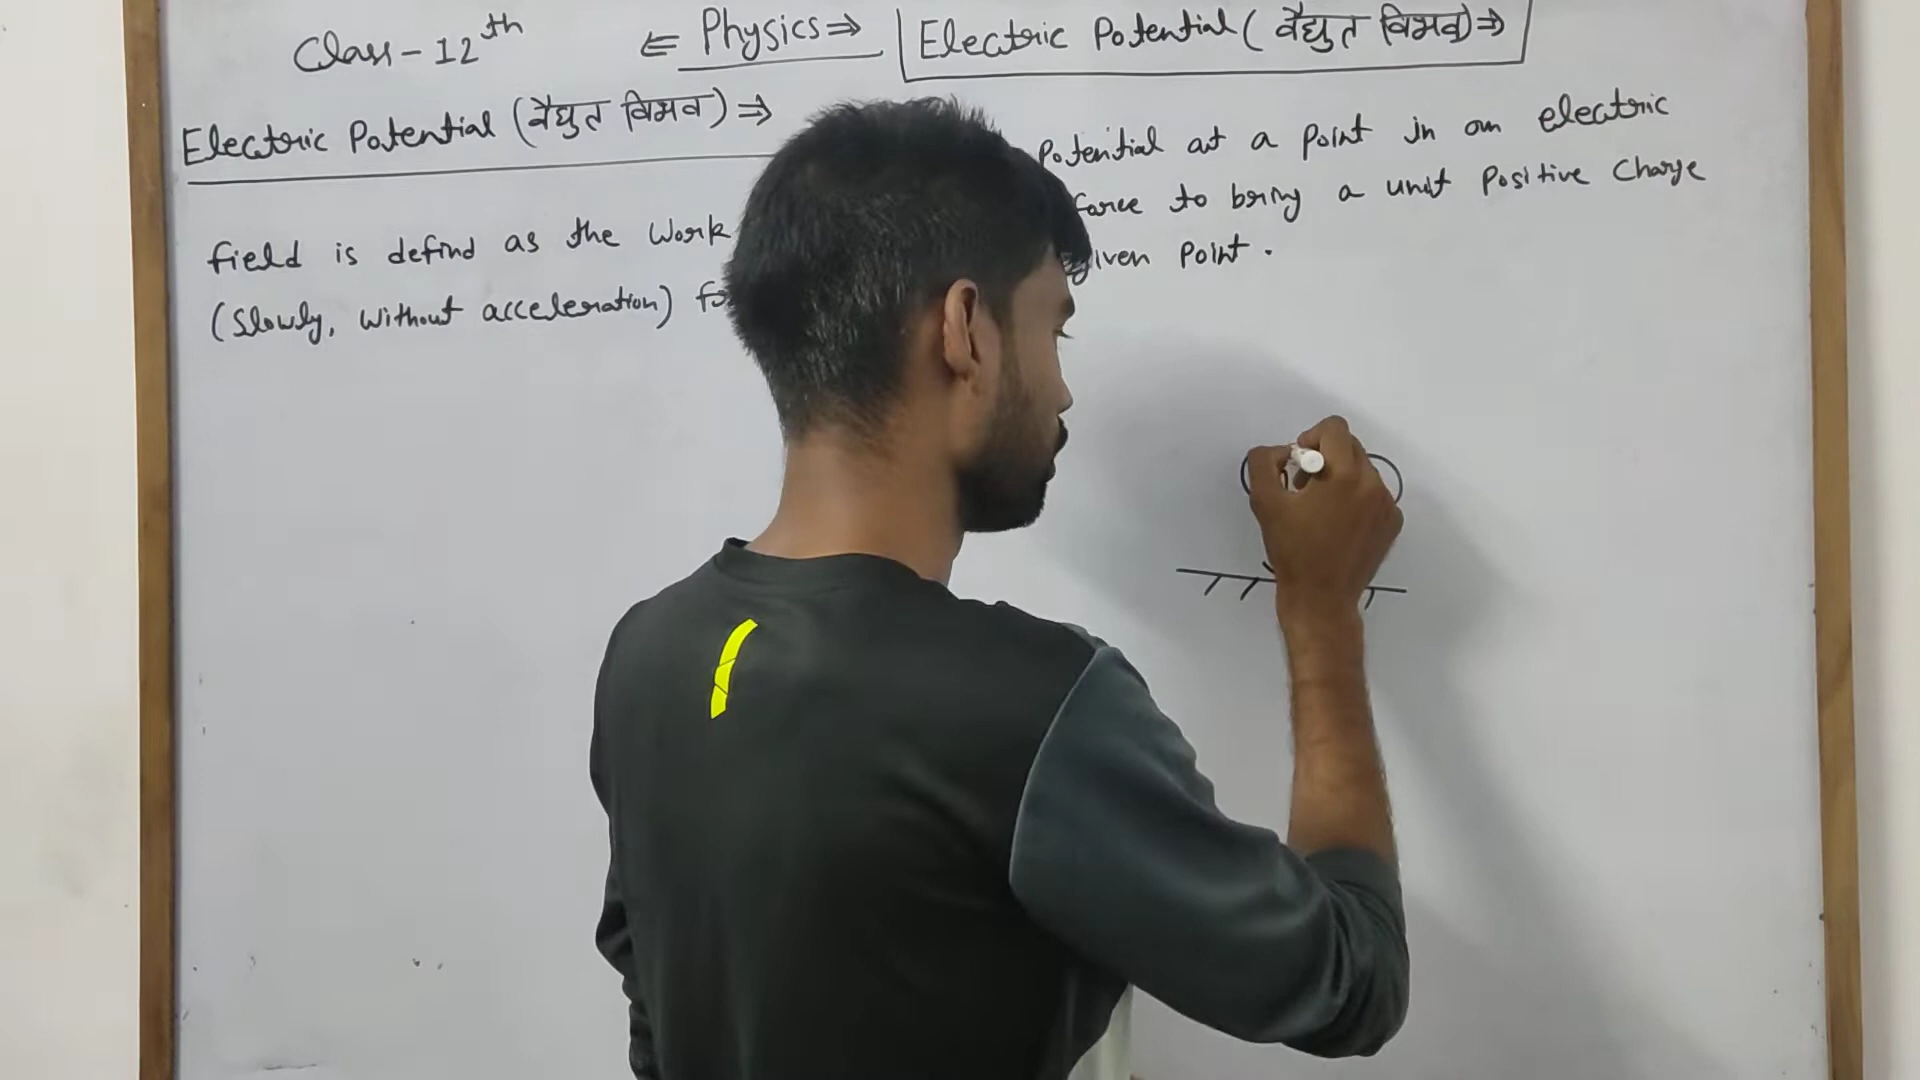 Class-12th ⇐ Physics⇒ Electric Potential (वैद्युत विभव)⇒
Electric Potential (वैद्युत विभव)⇒ Potential at a point in an electric
field is defind as the work force to bring a unit positive charge
(slowly, without acceleration) given point.